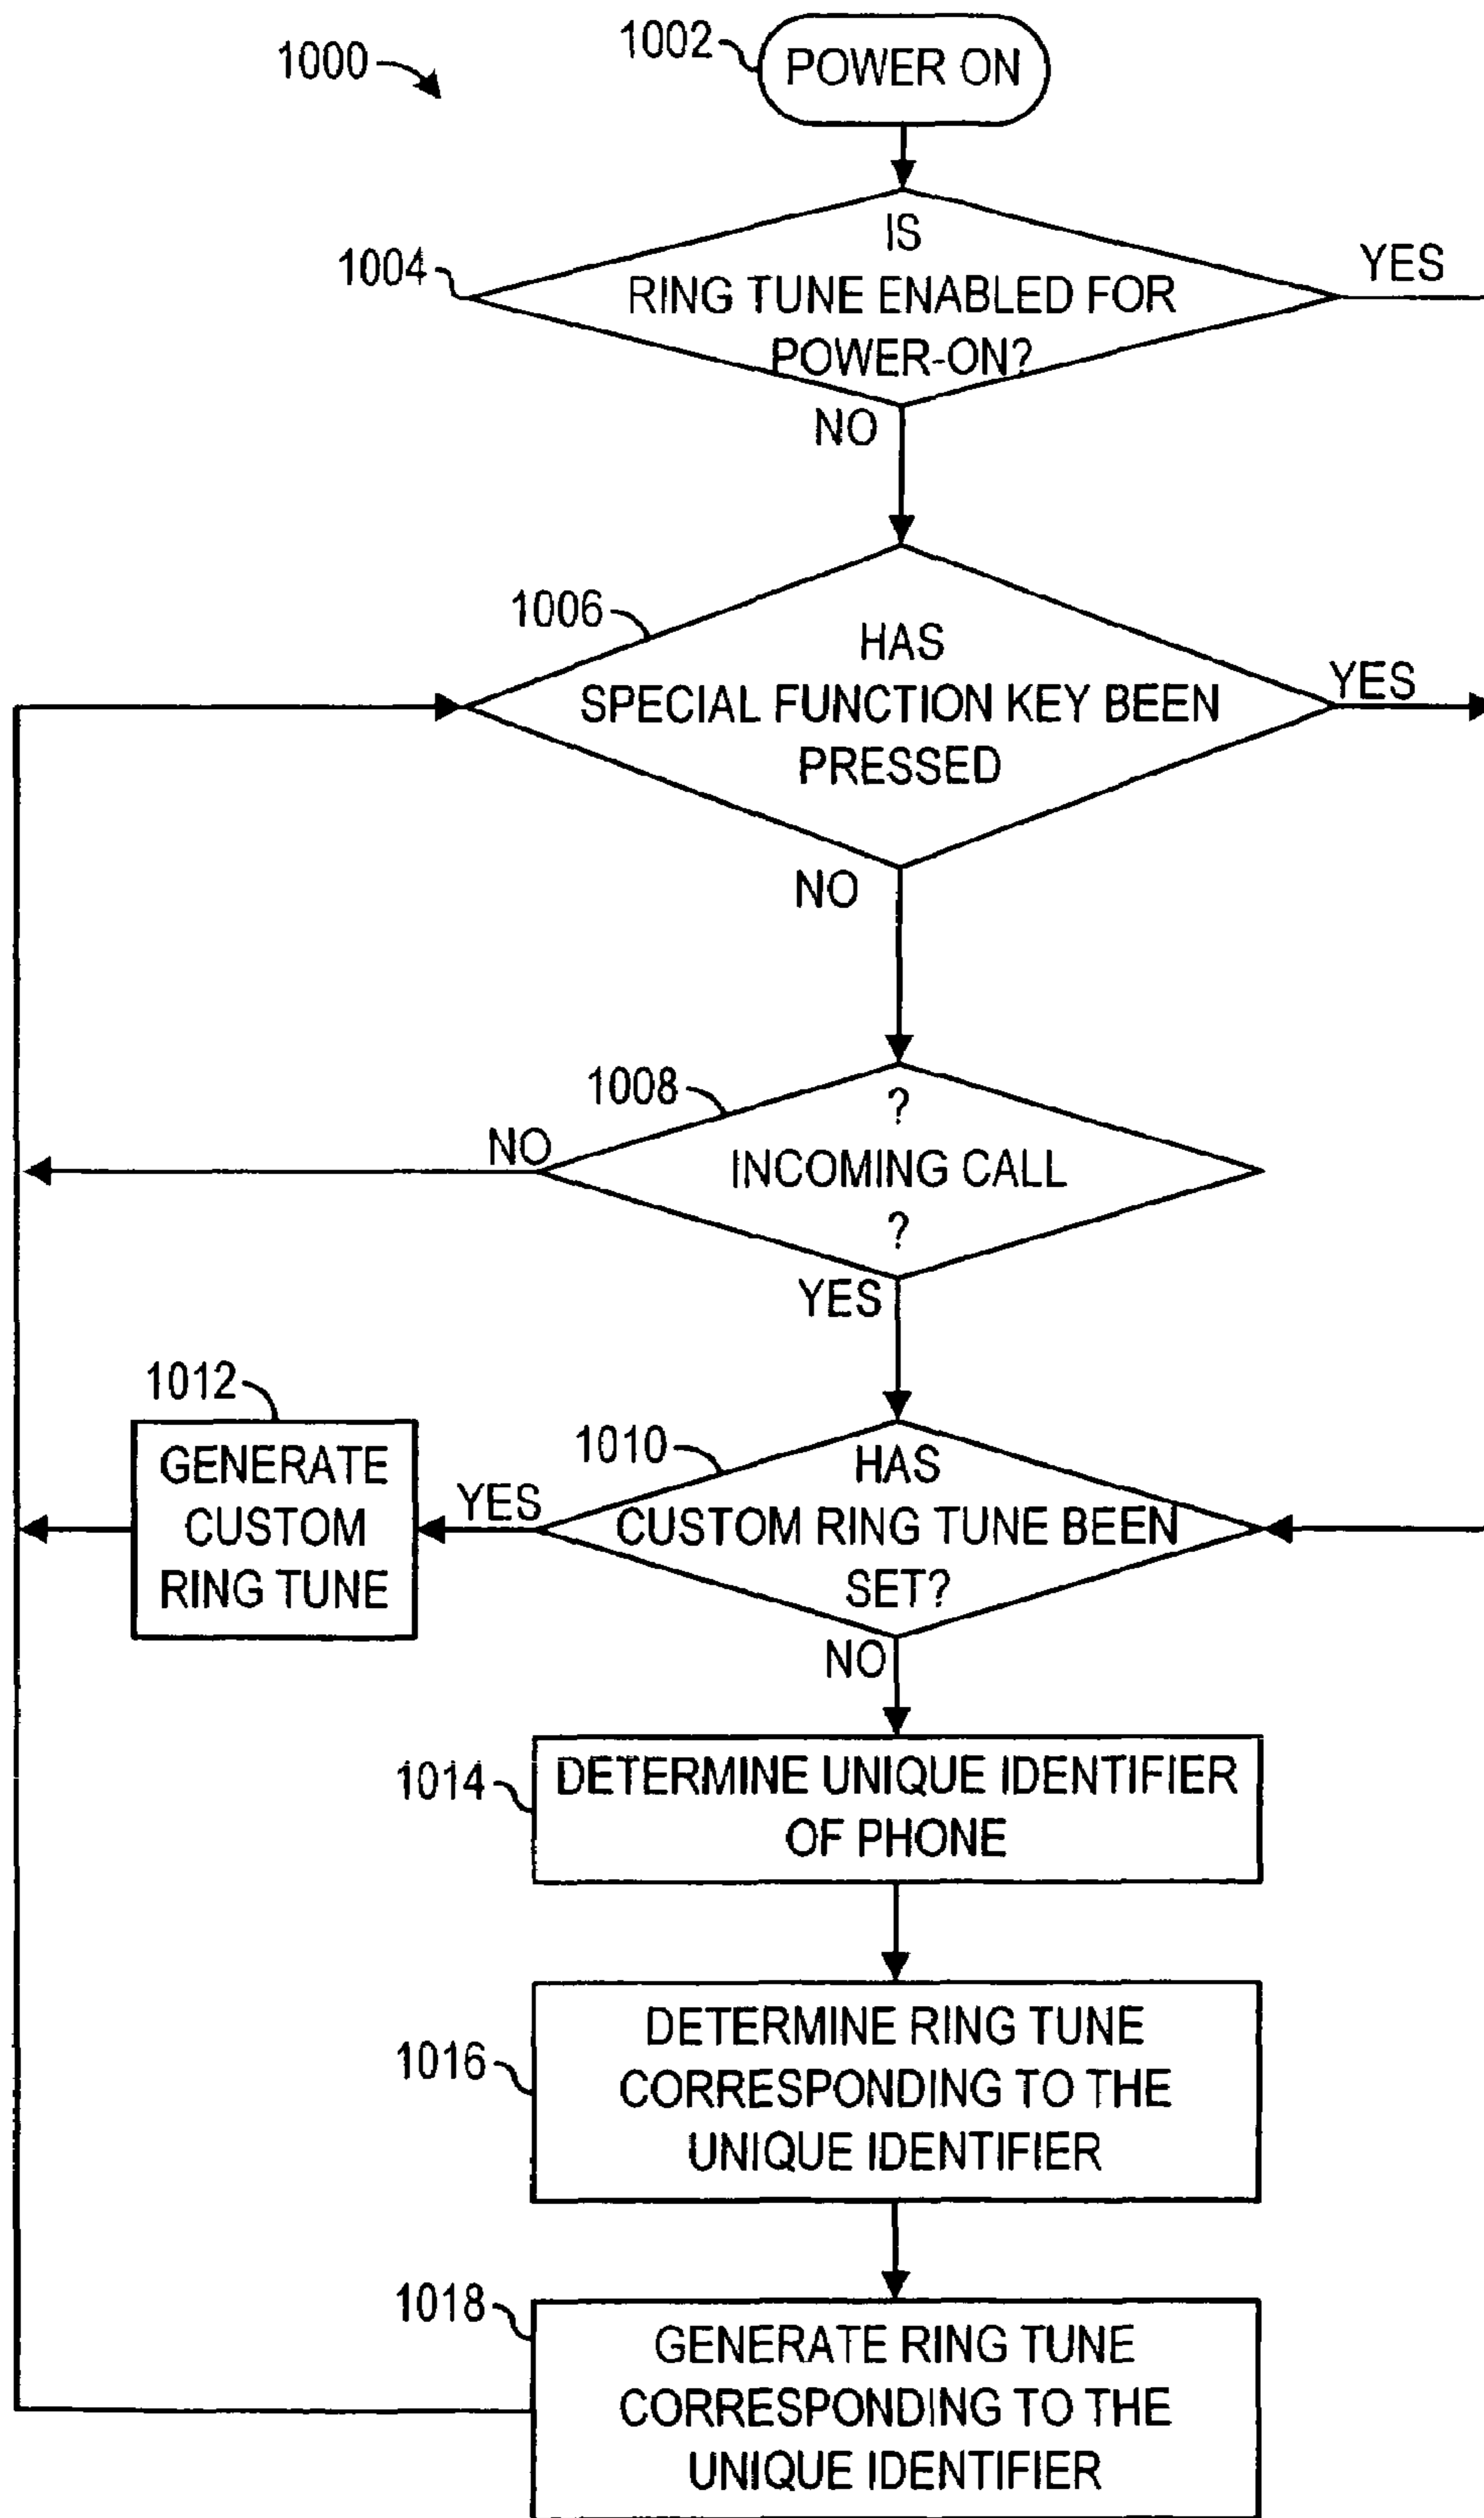 1000
1002
POWER ON
1004
IS
RING TUNE ENABLED FOR
POWER-ON?
YES
NO
1006
HAS
SPECIAL FUNCTION KEY BEEN
PRESSED
YES
NO
1008
?
INCOMING CALL
?
NO
YES
1012
GENERATE
CUSTOM
RING TUNE
1010
HAS
CUSTOM RING TUNE BEEN
SET?
YES
NO
1014
DETERMINE UNIQUE IDENTIFIER
OF PHONE
1016
DETERMINE RING TUNE
CORRESPONDING TO THE
UNIQUE IDENTIFIER
1018
GENERATE RING TUNE
CORRESPONDING TO THE
UNIQUE IDENTIFIER